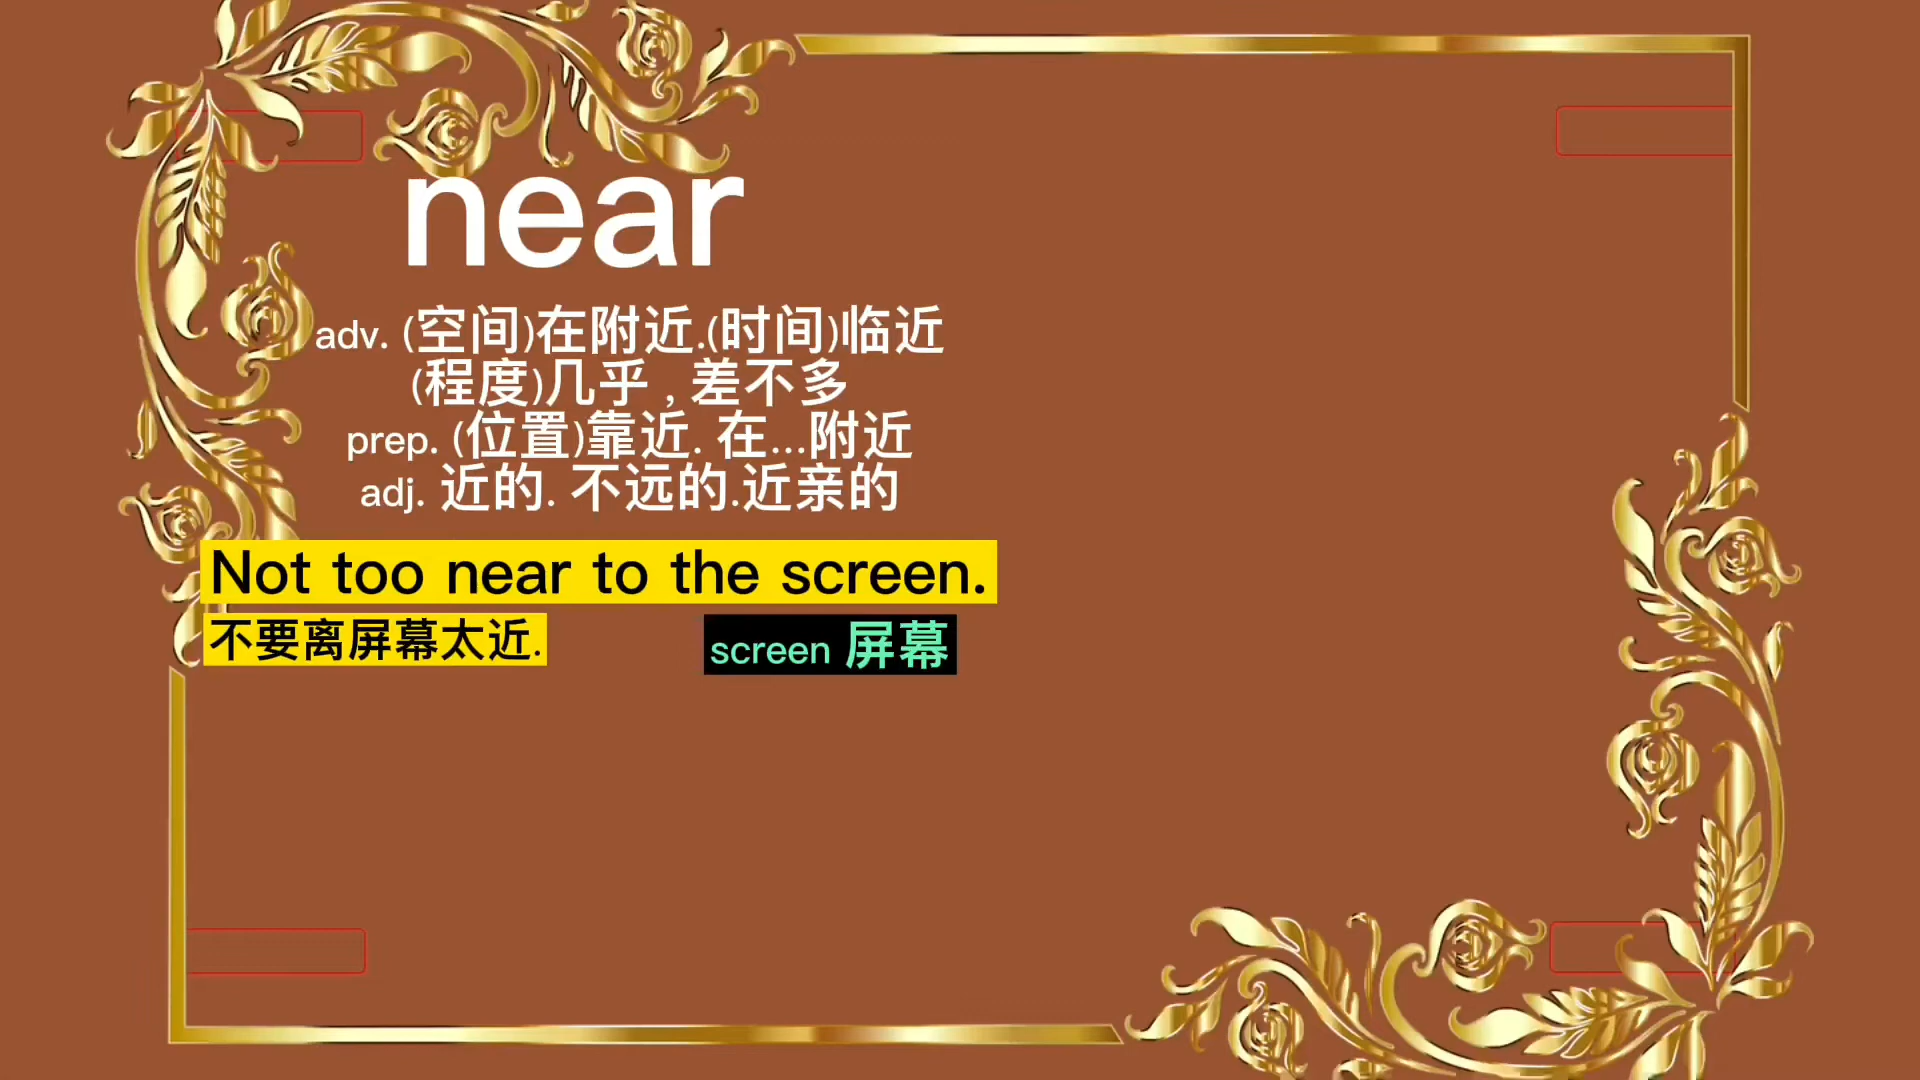 near
adv. (空间)在附近.(时间)临近
(程度)几乎 , 差不多
prep. (位置)靠近. 在...附近
adj. 近的. 不远的.近亲的
Not too near to the screen.
不要离屏幕太近.
screen 屏幕